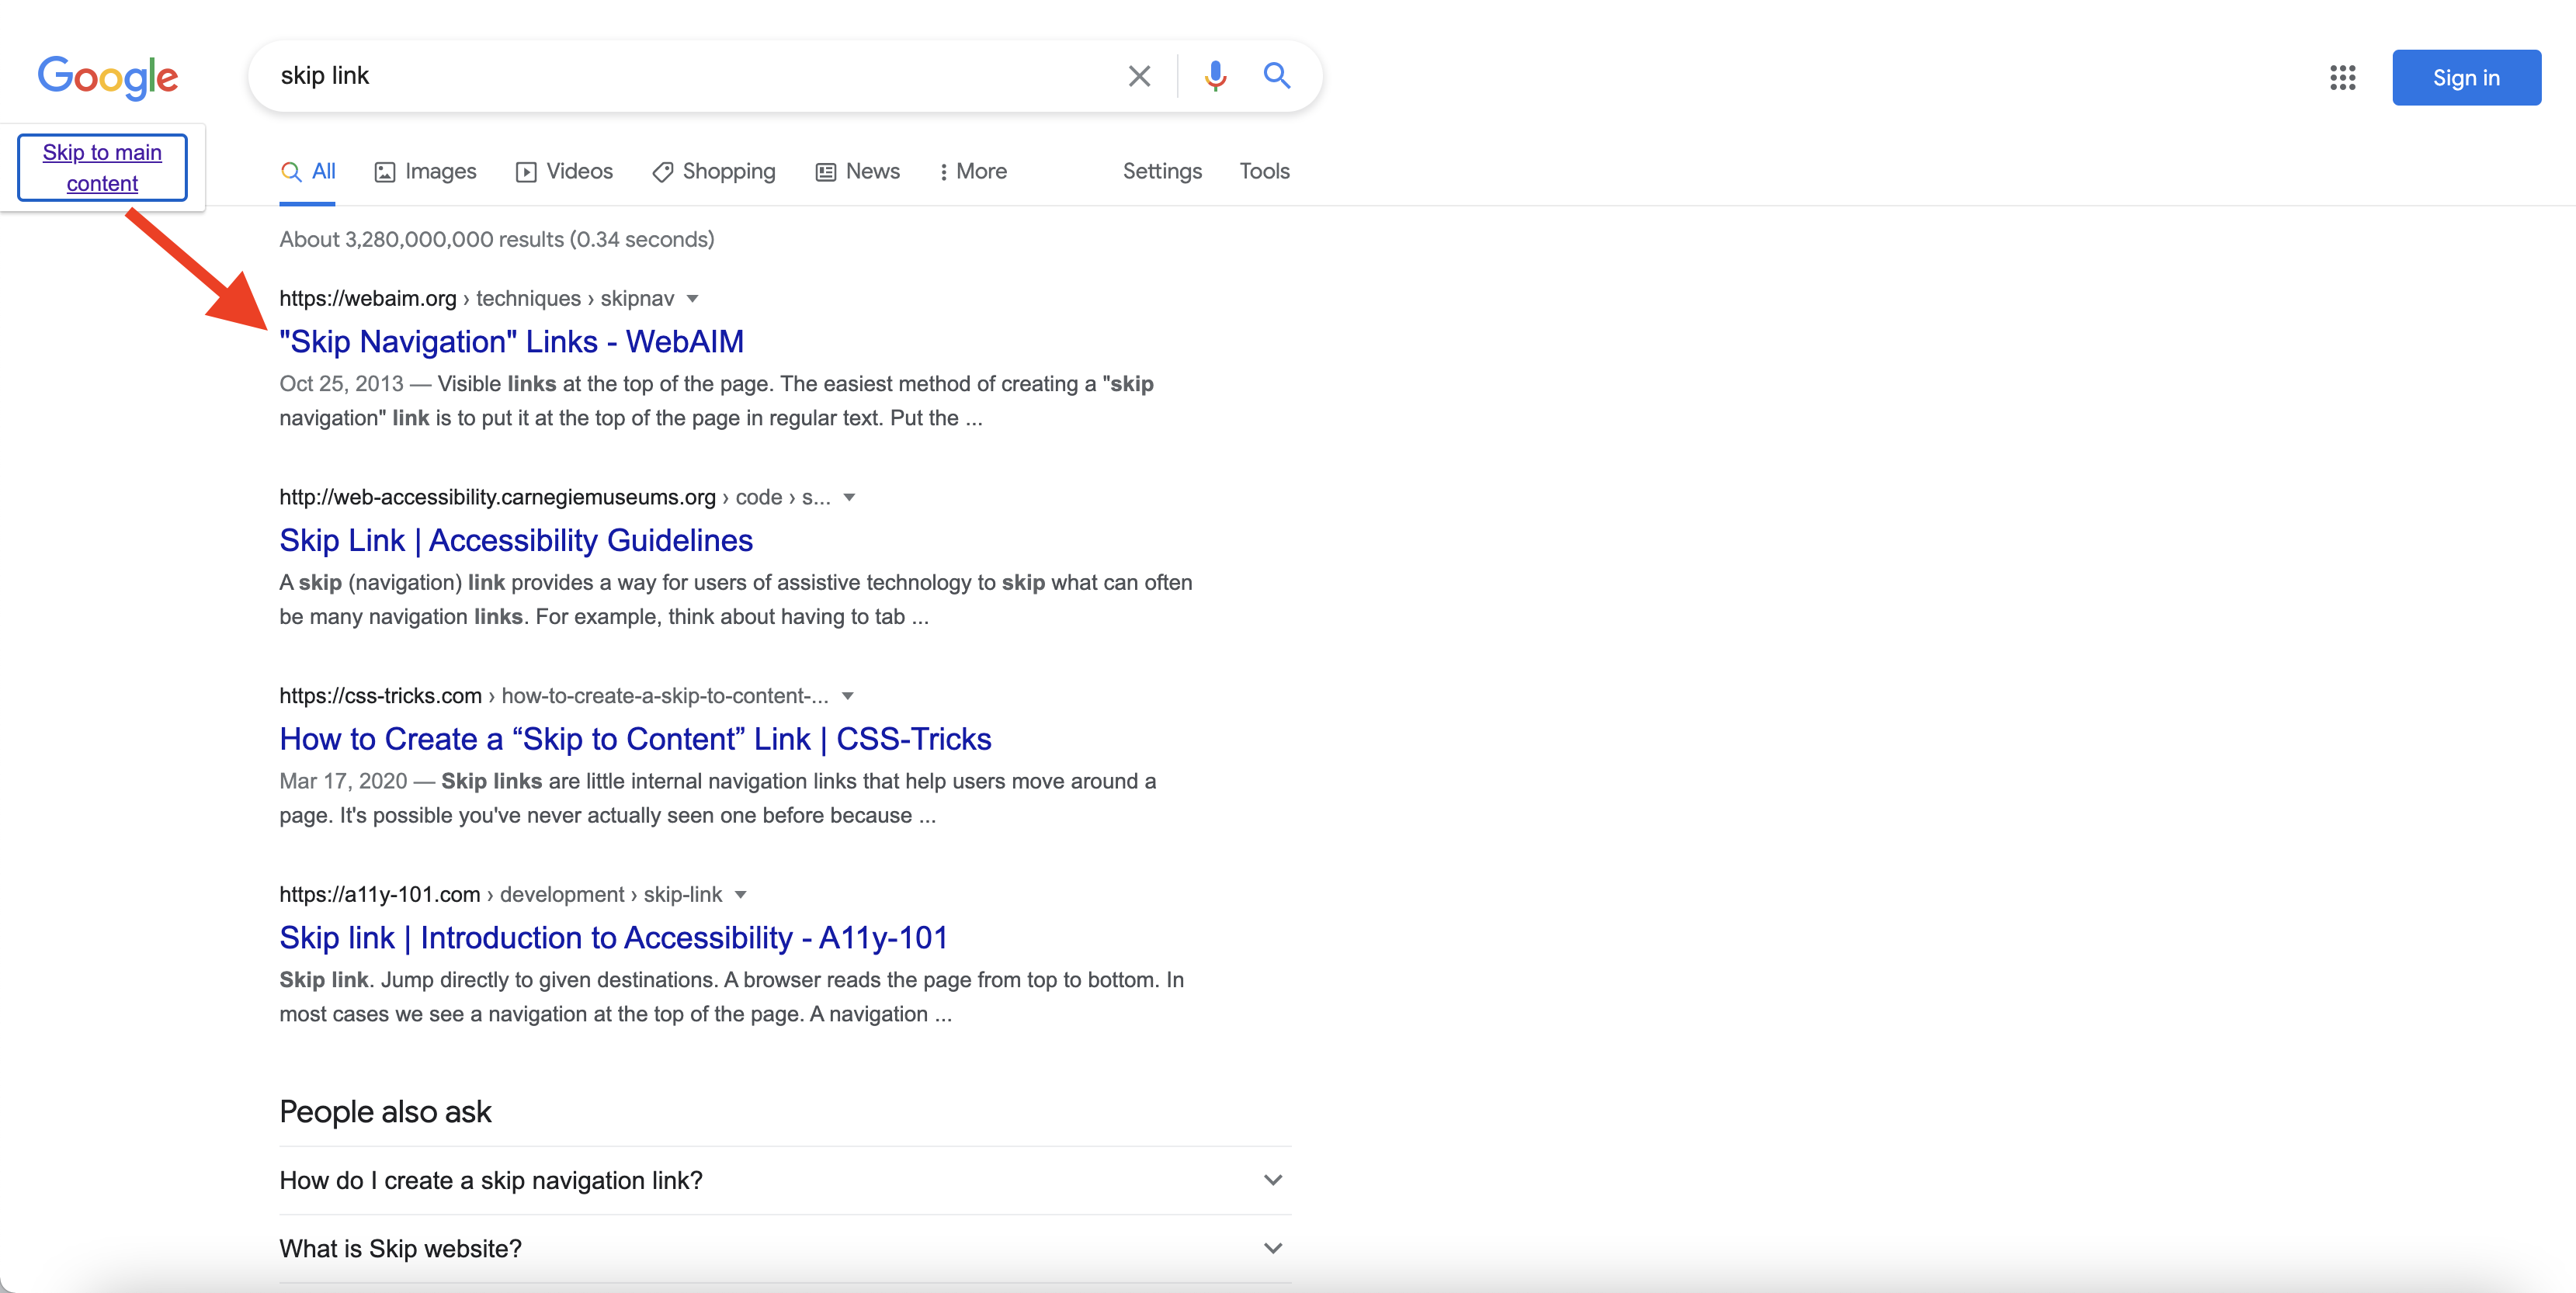 Google
skip link
Sign in
Skip to main
content
All Images Videos Shopping News More Settings Tools
About 3,280,000,000 results (0.34 seconds)
https://webaim.org › techniques › skipnav
"Skip Navigation" Links - WebAIM
Oct 25, 2013 — Visible links at the top of the page. The easiest method of creating a "skip
navigation" link is to put it at the top of the page in regular text. Put the ...
http://web-accessibility.carnegiemuseums.org › code › s...
Skip Link | Accessibility Guidelines
A skip (navigation) link provides a way for users of assistive technology to skip what can often
be many navigation links. For example, think about having to tab ...
https://css-tricks.com › how-to-create-a-skip-to-content-...
How to Create a “Skip to Content” Link | CSS-Tricks
Mar 17, 2020 — Skip links are little internal navigation links that help users move around a
page. It's possible you've never actually seen one before because ...
https://a11y-101.com › development › skip-link
Skip link | Introduction to Accessibility - A11y-101
Skip link. Jump directly to given destinations. A browser reads the page from top to bottom. In
most cases we see a navigation at the top of the page. A navigation ...
People also ask
How do I create a skip navigation link?
What is Skip website?